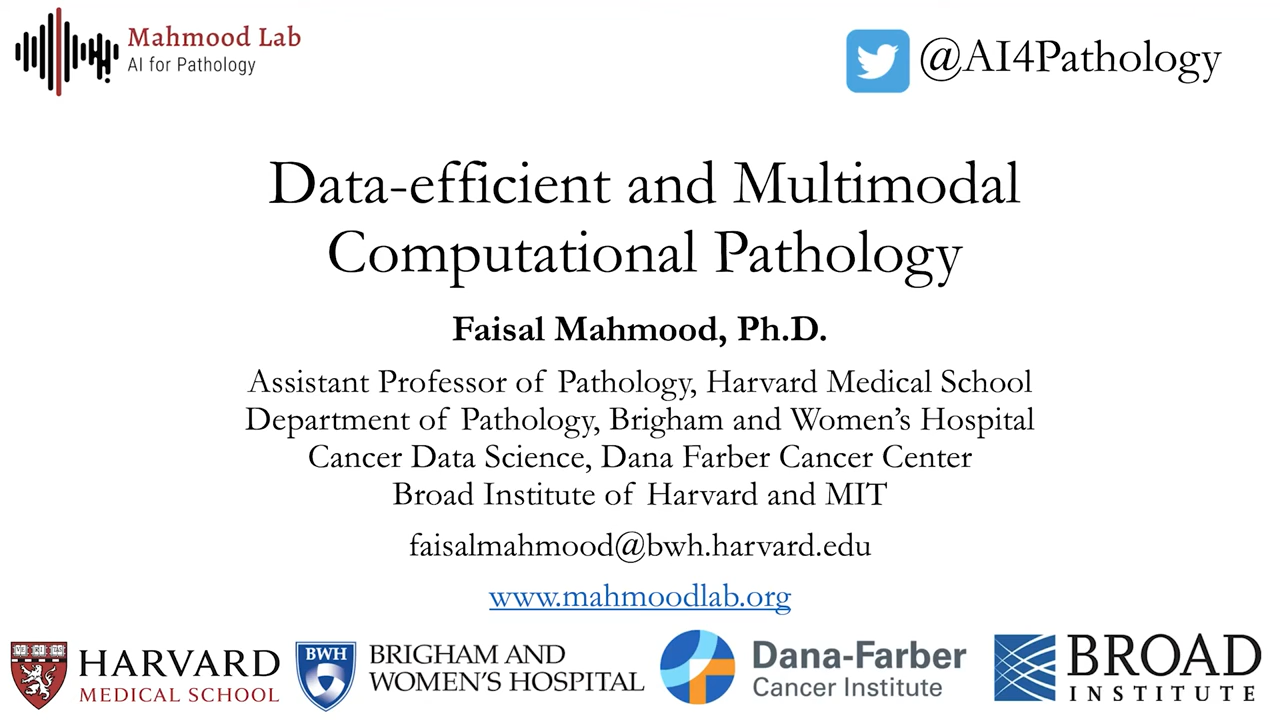 Mahmood Lab
AI for Pathology
@AI4Pathology
Data-efficient and Multimodal
Computational Pathology
Faisal Mahmood, Ph.D.
Assistant Professor of Pathology, Harvard Medical School
Department of Pathology, Brigham and Women's Hospital
Cancer Data Science, Dana Farber Cancer Center
Broad Institute of Harvard and MIT
faisalmahmood@bwh.harvard.edu
www.mahmoodlab.org
HARVARD
MEDICAL SCHOOL
BWH
BRIGHAM AND
WOMEN'S HOSPITAL
Dana-Farber
Cancer Institute
BROAD
INSTITUTE